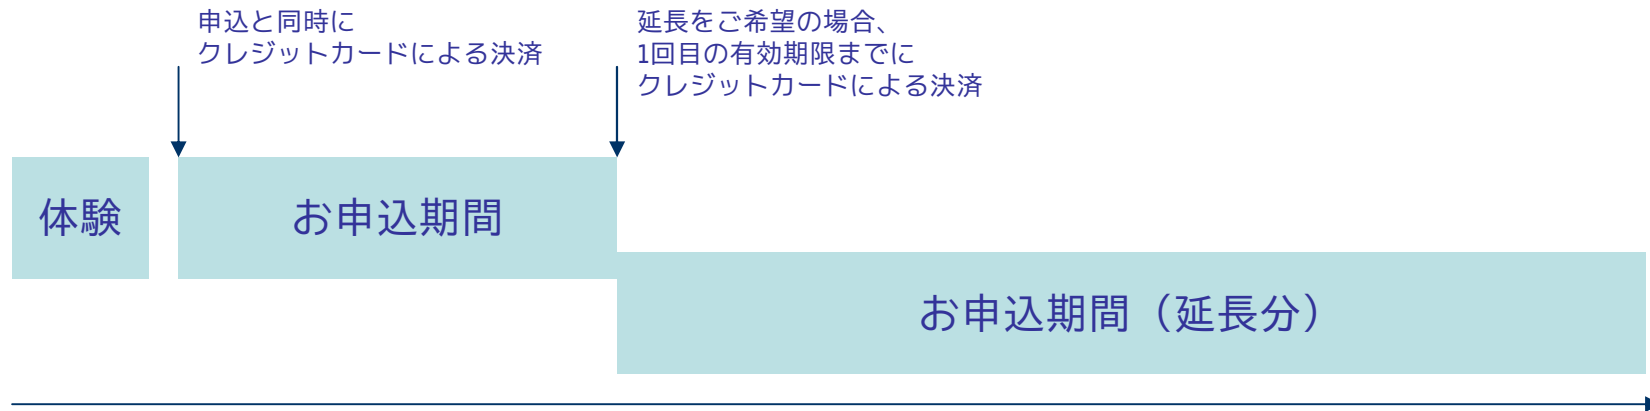 申込と同時に
クレジットカードによる決済
延長をご希望の場合、
1回目の有効期限までに
クレジットカードによる決済
体験
お申込期間
お申込期間（延長分）